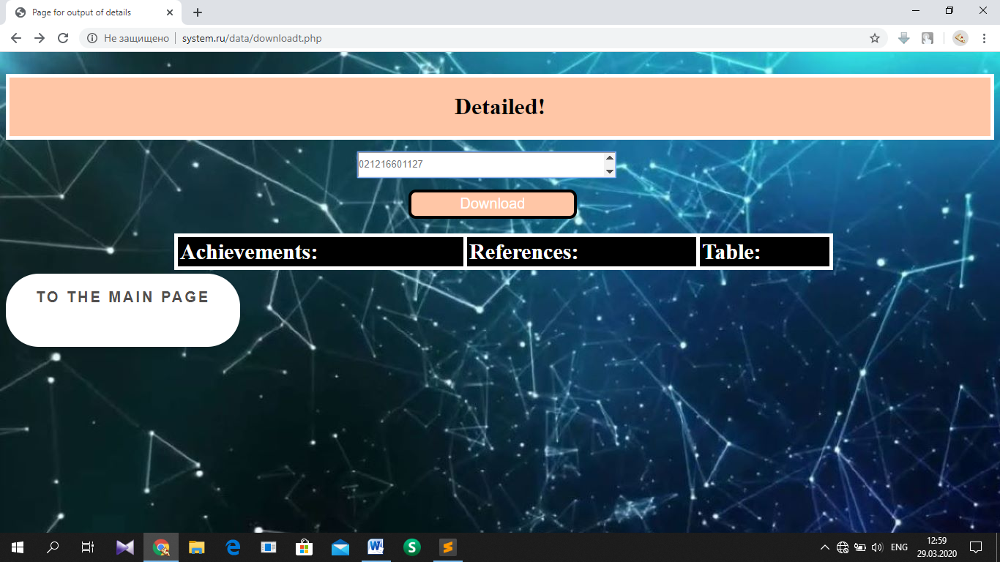 Page for output of details
Не защищено
system.ru/data/downloadt.php
Detailed!
021216601127
Download
Achievements: References: Table:
TO THE MAIN PAGE
ENG
12:59
29.03.2020